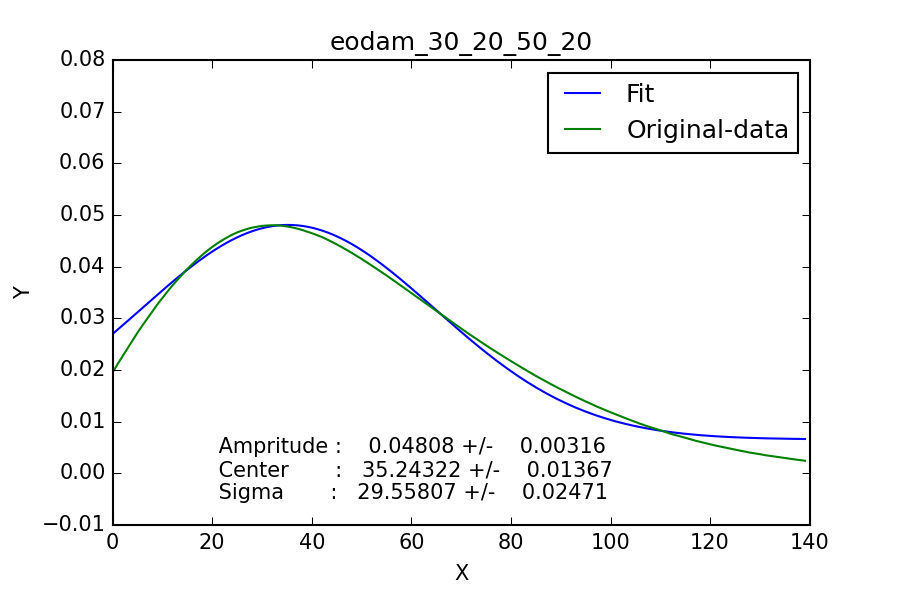 eodam_30_20_50_20
Fit
Original-data
0.08
0.07
0.06
0.05
0.04
0.03
0.02
0.01
0.00
−0.01
Y
Ampritude : 0.04808 +/- 0.00316
Center : 35.24322 +/- 0.01367
Sigma : 29.55807 +/- 0.02471
0 20 40 60 80 100 120 140
X